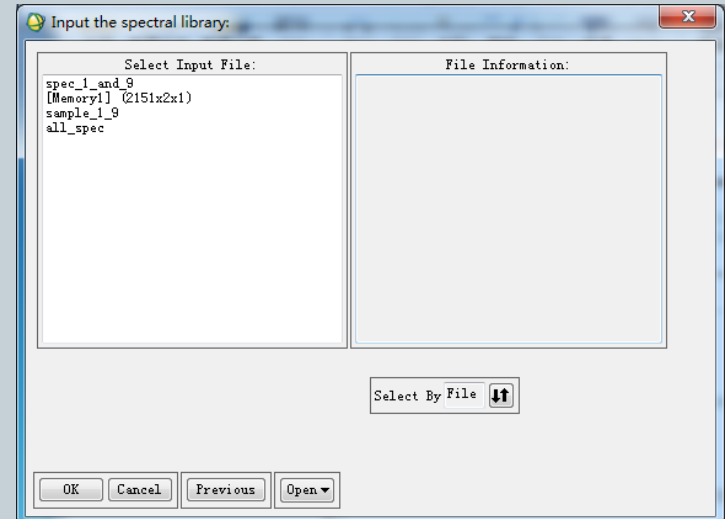 Input the spectral library:
Select Input File:
spec_1_and_9
[Memory1] (2151x2x1)
sample_1_9
all_spec
File Information:
Select By File
OK
Cancel
Previous
Open